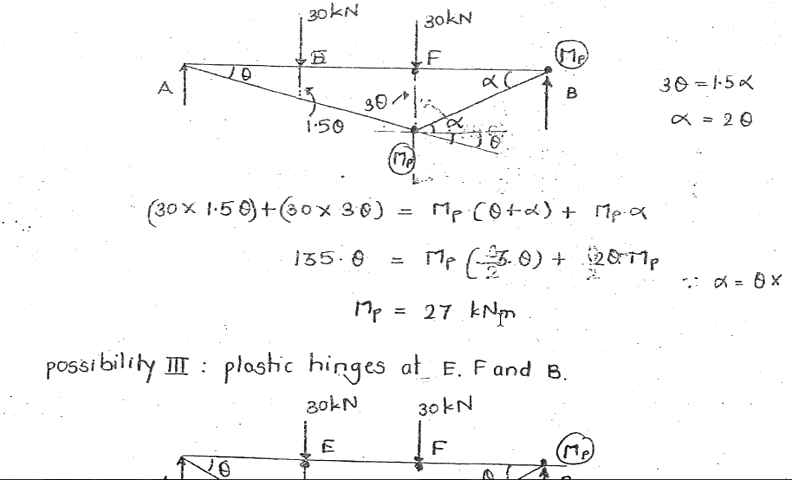 30kN 30kN
E F Mp
A θ α B
3θ = 1.5α
3θ α
1.5θ θ
α = 2θ
Mp
(30 × 1.5θ)+(30 × 3θ) = Mp (θ+α) + Mp.α
135.θ = Mp (3.θ) + 2θ.Mp
∵ α = θ×
Mp = 27 kNm
possibility III : plastic hinges at E. F and B.
30kN 30kN
E F Mp
θ θ